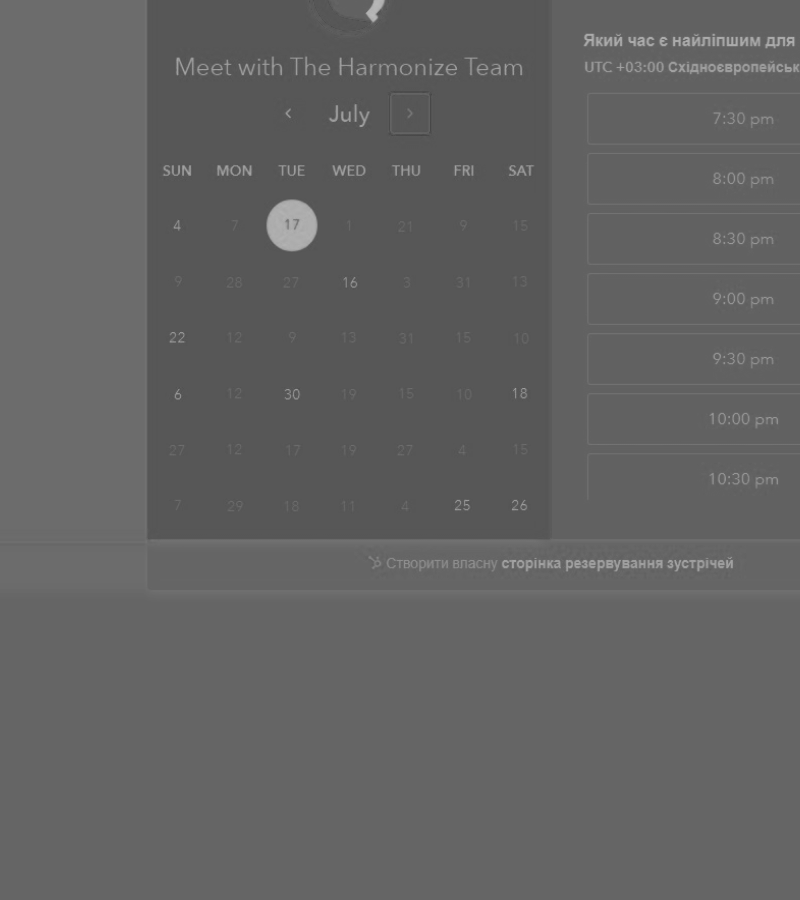 Meet with The Harmonize Team
July
SUN MON TUE WED THU FRI SAT
4 7 17 1 21 9 15
9 28 27 16 3 31 13
22 12 9 13 31 15 10
6 12 30 19 15 10 18
27 12 17 19 27 4 15
7 29 18 11 4 25 26
Який час є найліпшим для
UTC +03:00 Східноєвропейськ
7:30 pm
8:00 pm
8:30 pm
9:00 pm
9:30 pm
10:00 pm
10:30 pm
Створити власну сторінка резервування зустрічей